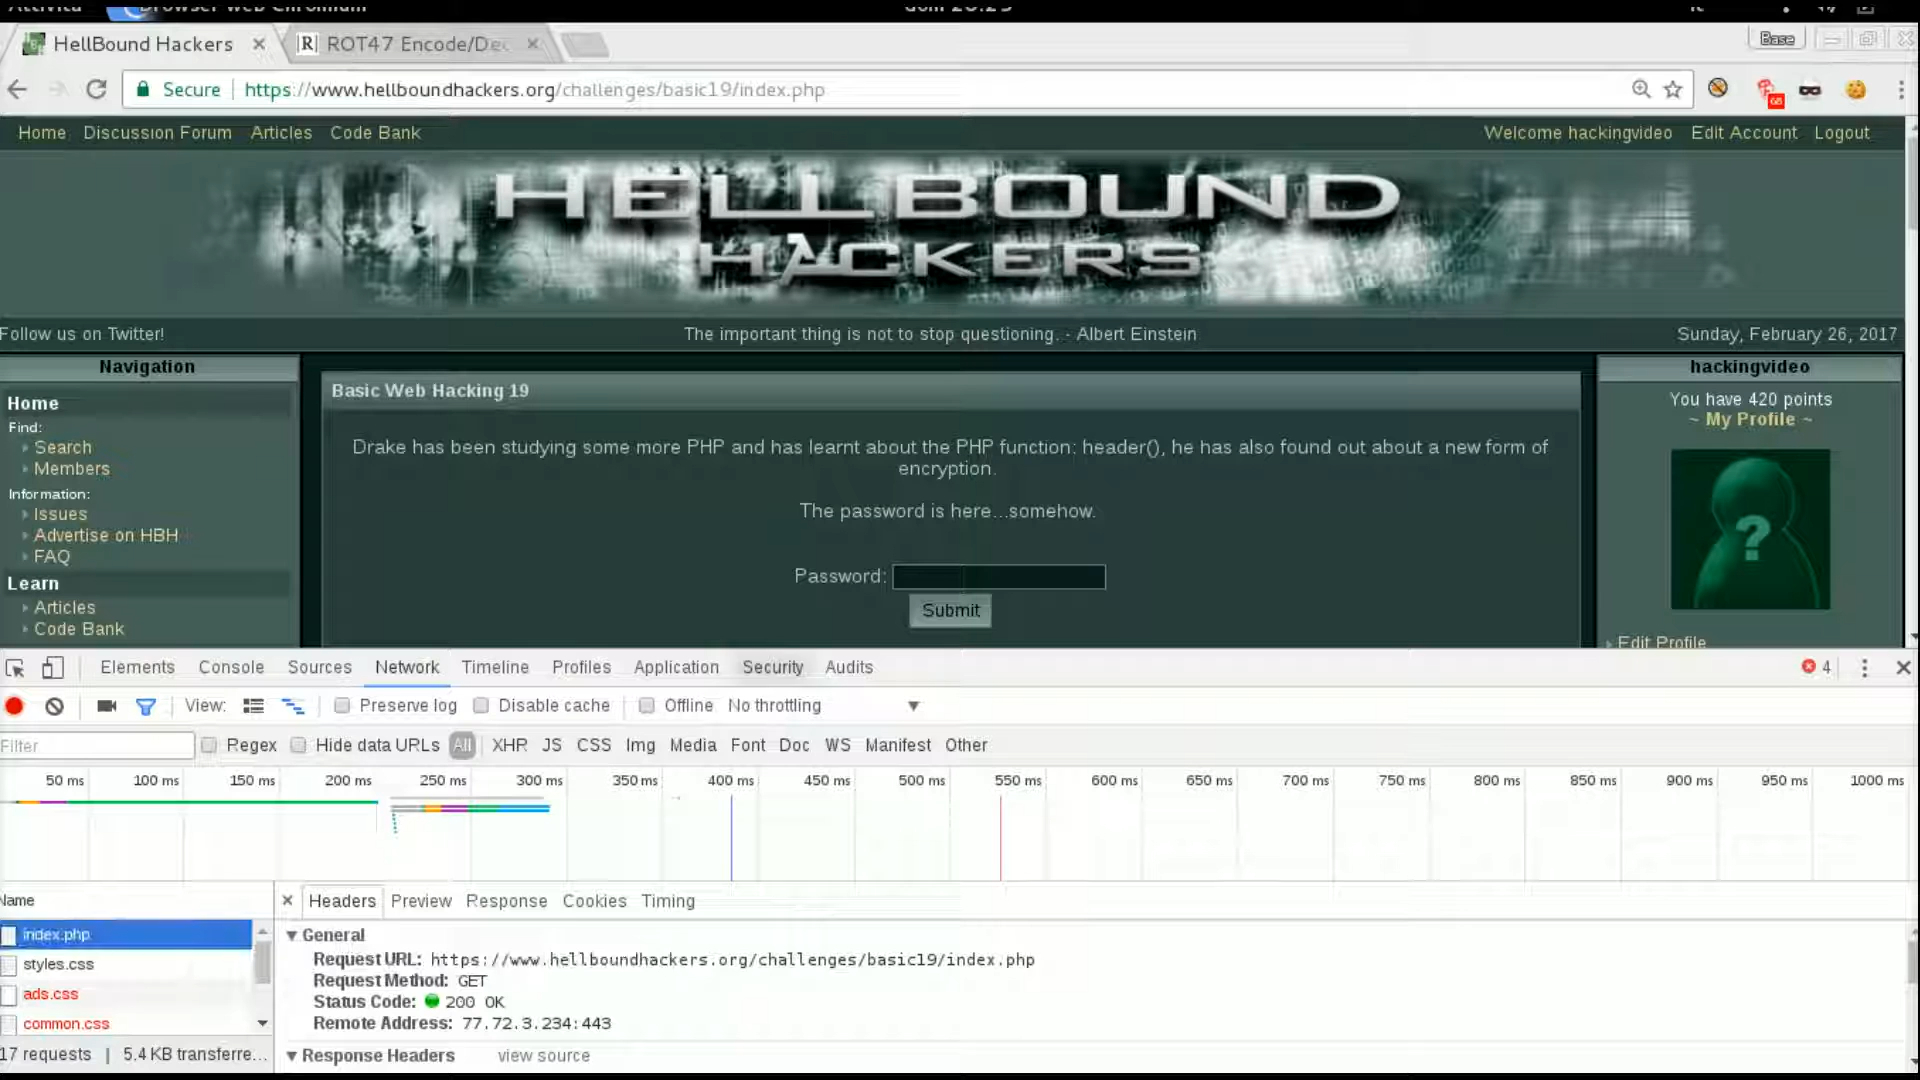 HellBound Hackers
ROT47 Encode/Dec
Base
Secure
https://www.hellboundhackers.org/challenges/basic19/index.php
68
Home Discussion Forum Articles Code Bank
Welcome hackingvideo Edit Account Logout
HELLBOUND
HACKERS
Follow us on Twitter!
The important thing is not to stop questioning. - Albert Einstein
Sunday, February 26, 2017
Navigation
Home
Find:
Search
Members
Information:
Issues
Advertise on HBH
FAQ
Learn
Articles
Code Bank
Basic Web Hacking 19
Drake has been studying some more PHP and has learnt about the PHP function: header(), he has also found out about a new form of
encryption.
The password is here...somehow.
Password:
Submit
hackingvideo
You have 420 points
~ My Profile ~
?
Edit Profile
Elements Console Sources Network Timeline Profiles Application Security Audits
4
View: Preserve log Disable cache Offline No throttling
Filter Regex Hide data URLs All XHR JS CSS Img Media Font Doc WS Manifest Other
50 ms 100 ms 150 ms 200 ms 250 ms 300 ms 350 ms 400 ms 450 ms 500 ms 550 ms 600 ms 650 ms 700 ms 750 ms 800 ms 850 ms 900 ms 950 ms 1000 ms
Name
index.php
styles.css
ads.css
common.css
17 requests | 5.4 KB transferre...
Headers Preview Response Cookies Timing
General
Request URL: https://www.hellboundhackers.org/challenges/basic19/index.php
Request Method: GET
Status Code: 200 OK
Remote Address: 77.72.3.234:443
Response Headers view source